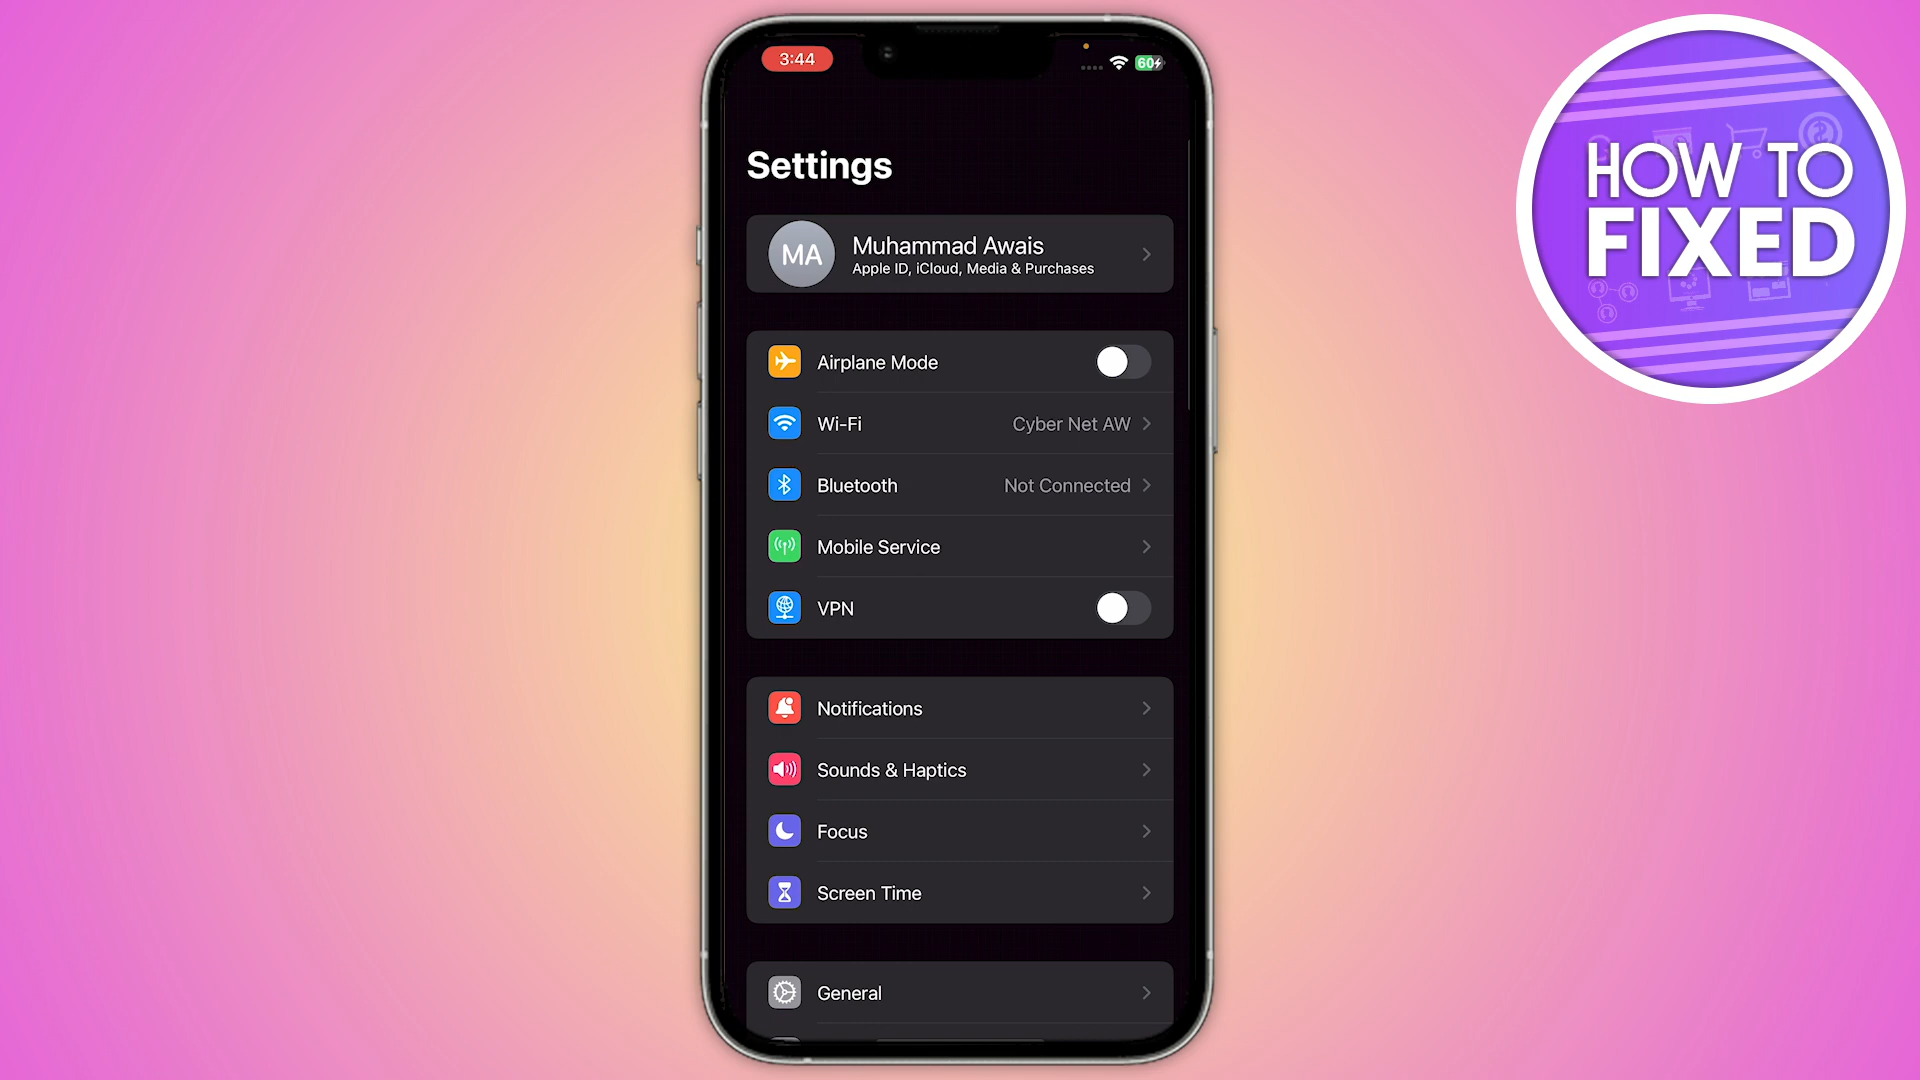 3:44
60
HOW TO
FIXED
Settings
MA
Muhammad Awais
Apple ID, iCloud, Media & Purchases
Airplane Mode
Wi-Fi Cyber Net AW
Bluetooth Not Connected
Mobile Service
VPN
Notifications
Sounds & Haptics
Focus
Screen Time
General